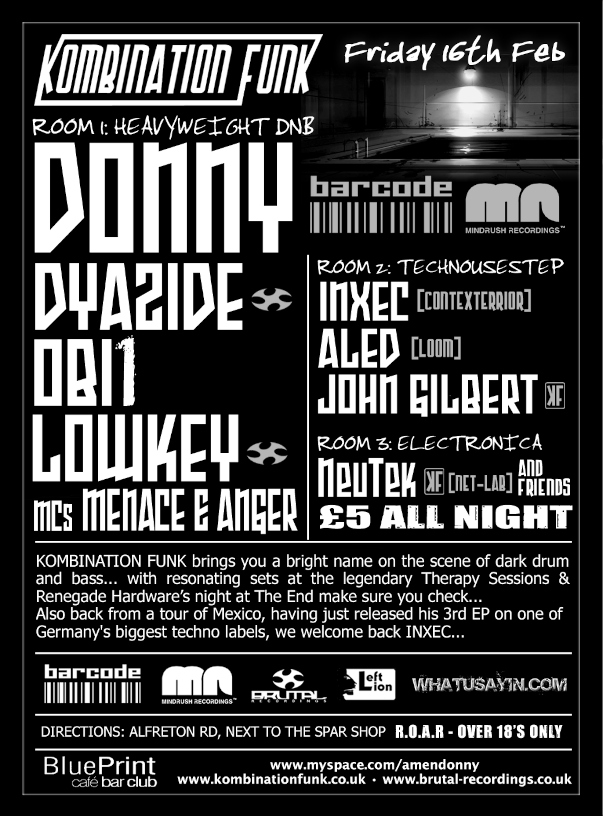 KOMBINATION FUNK
Friday 16th Feb
ROOM 1: HEAVYWEIGHT DNB
DONNY
DYAZIDE
OBI1
LOWKEY
MCs MENACE & ANGER
barcode
MINDRUSH RECORDINGS™
ROOM 2: TECHNOUSESTEP
INXEC [CONTEXTERRIOR]
ALED [LOOM]
JOHN GILBERT KF
ROOM 3: ELECTRONICA
NEUTEK KF [NET-LAB] AND FRIENDS
£5 ALL NIGHT
KOMBINATION FUNK brings you a bright name on the scene of dark drum
and bass... with resonating sets at the legendary Therapy Sessions &
Renegade Hardware's night at The End make sure you check...
Also back from a tour of Mexico, having just released his 3rd EP on one of
Germany's biggest techno labels, we welcome back INXEC...
barcode
MINDRUSH RECORDINGS™
BRUTAL RECORDINGS
Left Lion
WHATUSAYIN.COM
DIRECTIONS: ALFRETON RD, NEXT TO THE SPAR SHOP R.O.A.R - OVER 18'S ONLY
BluePrint
café bar club
www.myspace.com/amendonny
www.kombinationfunk.co.uk · www.brutal-recordings.co.uk